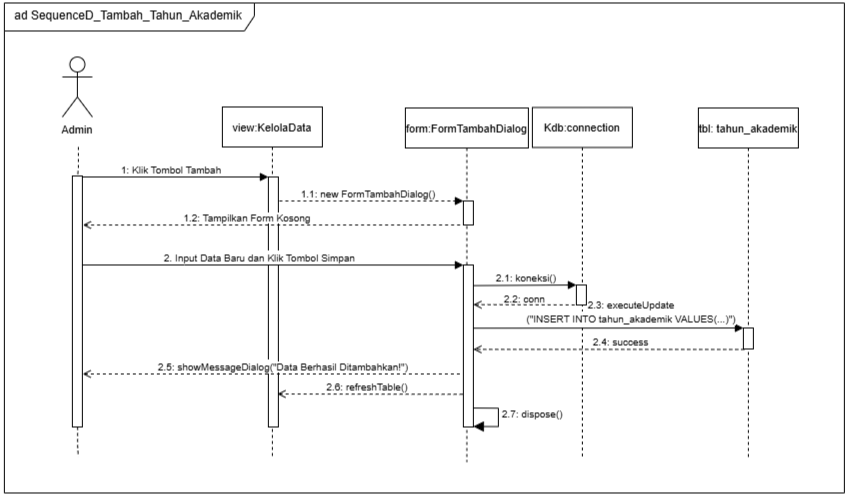 ad SequenceD_Tambah_Tahun_Akademik
Admin
view:KelolaData
form:FormTambahDialog
Kdb:connection
tbl: tahun_akademik
1: Klik Tombol Tambah
1.1: new FormTambahDialog()
1.2: Tampilkan Form Kosong
2. Input Data Baru dan Klik Tombol Simpan
2.1: koneksi()
2.2: conn
2.3: executeUpdate
("INSERT INTO tahun_akademik VALUES(...)")
2.4: success
2.5: showMessageDialog("Data Berhasil Ditambahkan!")
2.6: refreshTable()
2.7: dispose()